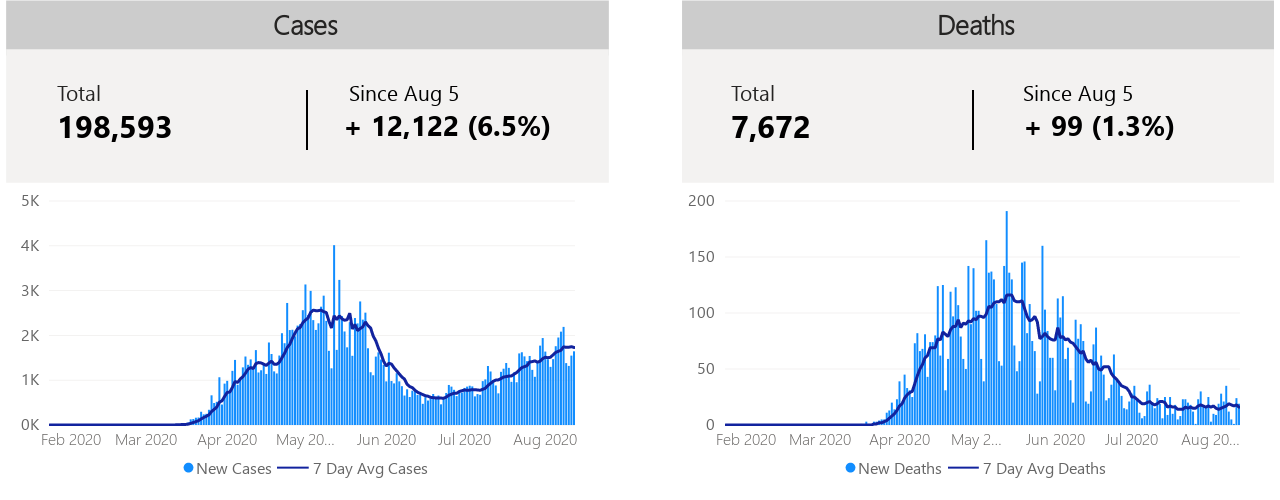 Cases
Total
198,593
Since Aug 5
+ 12,122 (6.5%)
5K
4K
3K
2K
1K
0K
Feb 2020 Mar 2020 Apr 2020 May 20... Jun 2020 Jul 2020 Aug 2020
New Cases 7 Day Avg Cases
Deaths
Total
7,672
Since Aug 5
+ 99 (1.3%)
200
150
100
50
0
Feb 2020 Mar 2020 Apr 2020 May 2... Jun 2020 Jul 2020 Aug 20...
New Deaths 7 Day Avg Deaths